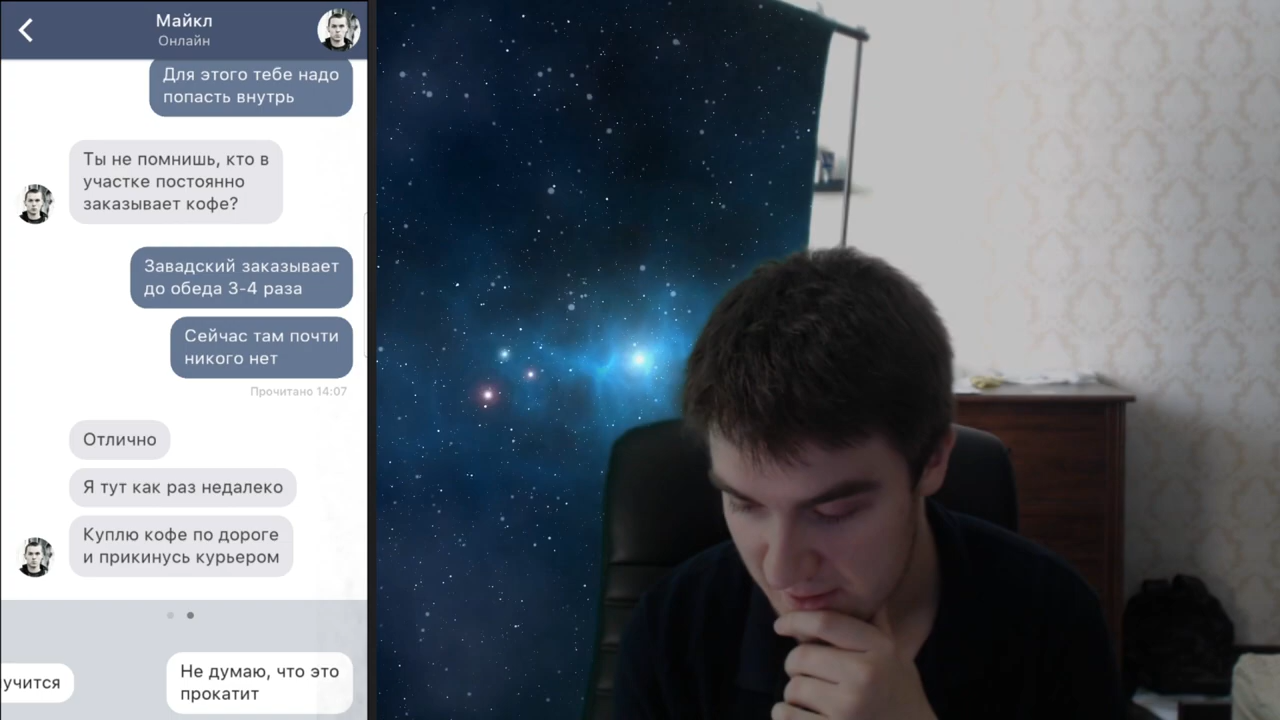 Майкл
Онлайн
Для этого тебе надо
попасть внутрь
Ты не помнишь, кто в
участке постоянно
заказывает кофе?
Завадский заказывает
до обеда 3-4 раза
Сейчас там почти
никого нет
Прочитано 14:07
Отлично
Я тут как раз недалеко
Куплю кофе по дороге
и прикинусь курьером
учится
Не думаю, что это
прокатит